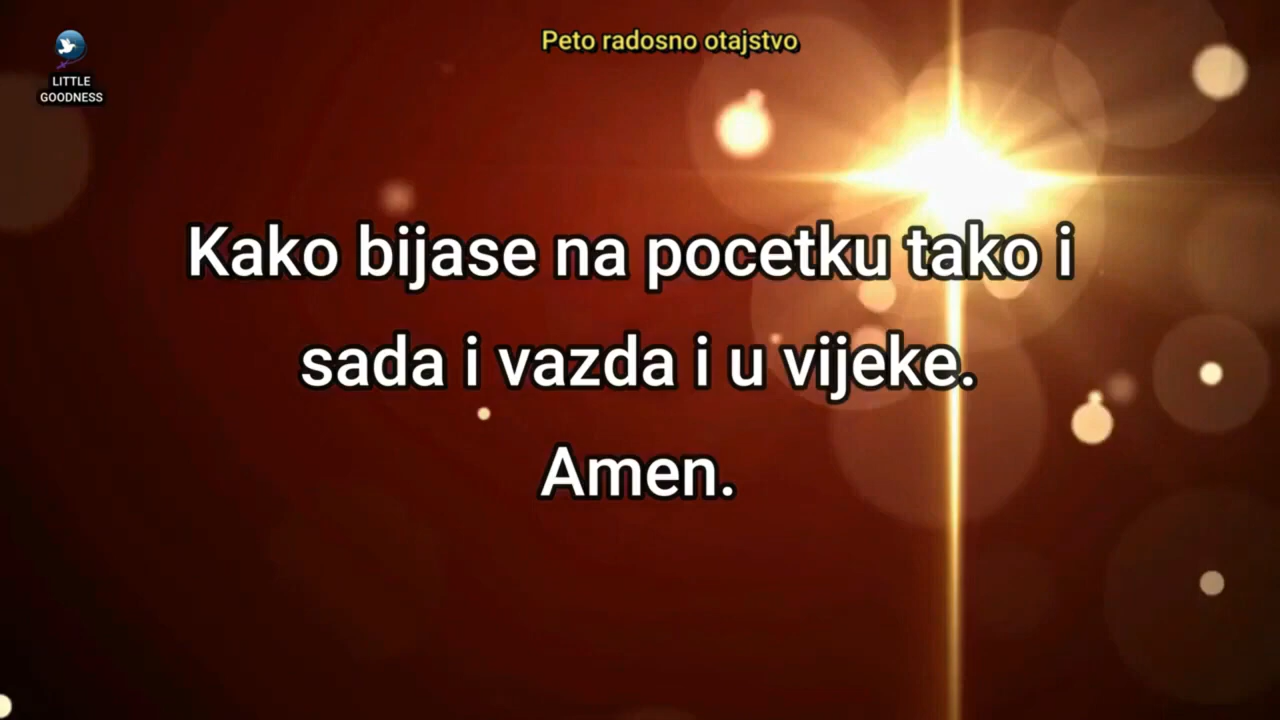 Peto radosno otajstvo
LITTLE
GOODNESS
Kako bijase na pocetku tako i
sada i vazda i u vijeke.
Amen.